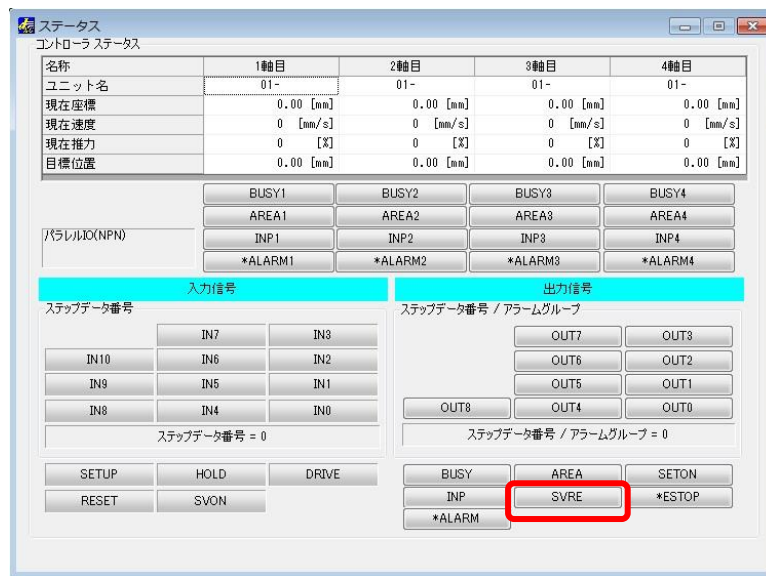 ステータス
コントローラ ステータス
名称 1軸目 2軸目 3軸目 4軸目
ユニット名 01- 01- 01- 01-
現在座標 0.00 [mm] 0.00 [mm] 0.00 [mm] 0.00 [mm]
現在速度 0 [mm/s] 0 [mm/s] 0 [mm/s] 0 [mm/s]
現在推力 0 [%] 0 [%] 0 [%] 0 [%]
目標位置 0.00 [mm] 0.00 [mm] 0.00 [mm] 0.00 [mm]
BUSY1 BUSY2 BUSY3 BUSY4
AREA1 AREA2 AREA3 AREA4
パラレルIO(NPN) INP1 INP2 INP3 INP4
*ALARM1 *ALARM2 *ALARM3 *ALARM4
入力信号 出力信号
ステップデータ番号 ステップデータ番号 / アラームグループ
IN7 IN3 OUT7 OUT3
IN10 IN6 IN2 OUT6 OUT2
IN9 IN5 IN1 OUT5 OUT1
IN8 IN4 IN0 OUT8 OUT4 OUT0
ステップデータ番号 = 0 ステップデータ番号 / アラームグループ = 0
SETUP HOLD DRIVE BUSY AREA SETON
RESET SVON INP SVRE *ESTOP
*ALARM